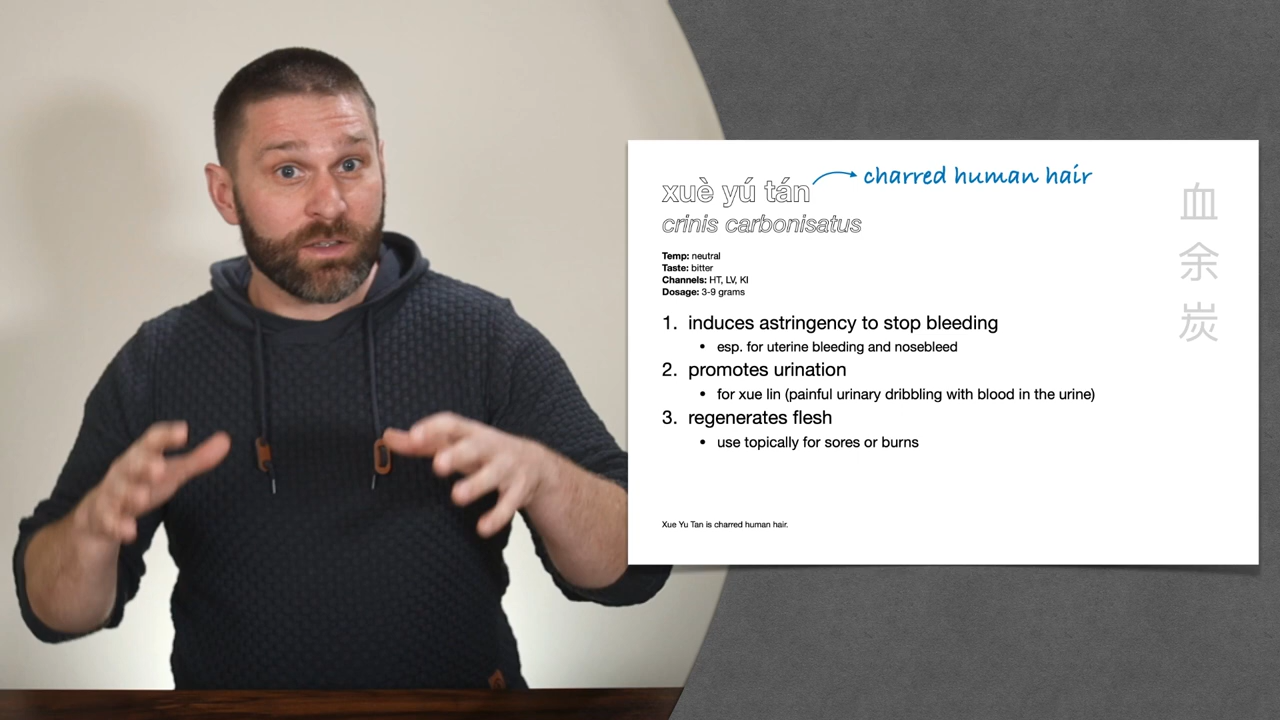 xuè yú tán
charred human hair
crinis carbonisatus
Temp: neutral
Taste: bitter
Channels: HT, LV, KI
Dosage: 3-9 grams
1. induces astringency to stop bleeding
• esp. for uterine bleeding and nosebleed
2. promotes urination
• for xue lin (painful urinary dribbling with blood in the urine)
3. regenerates flesh
• use topically for sores or burns
Xue Yu Tan is charred human hair.
血
余
炭